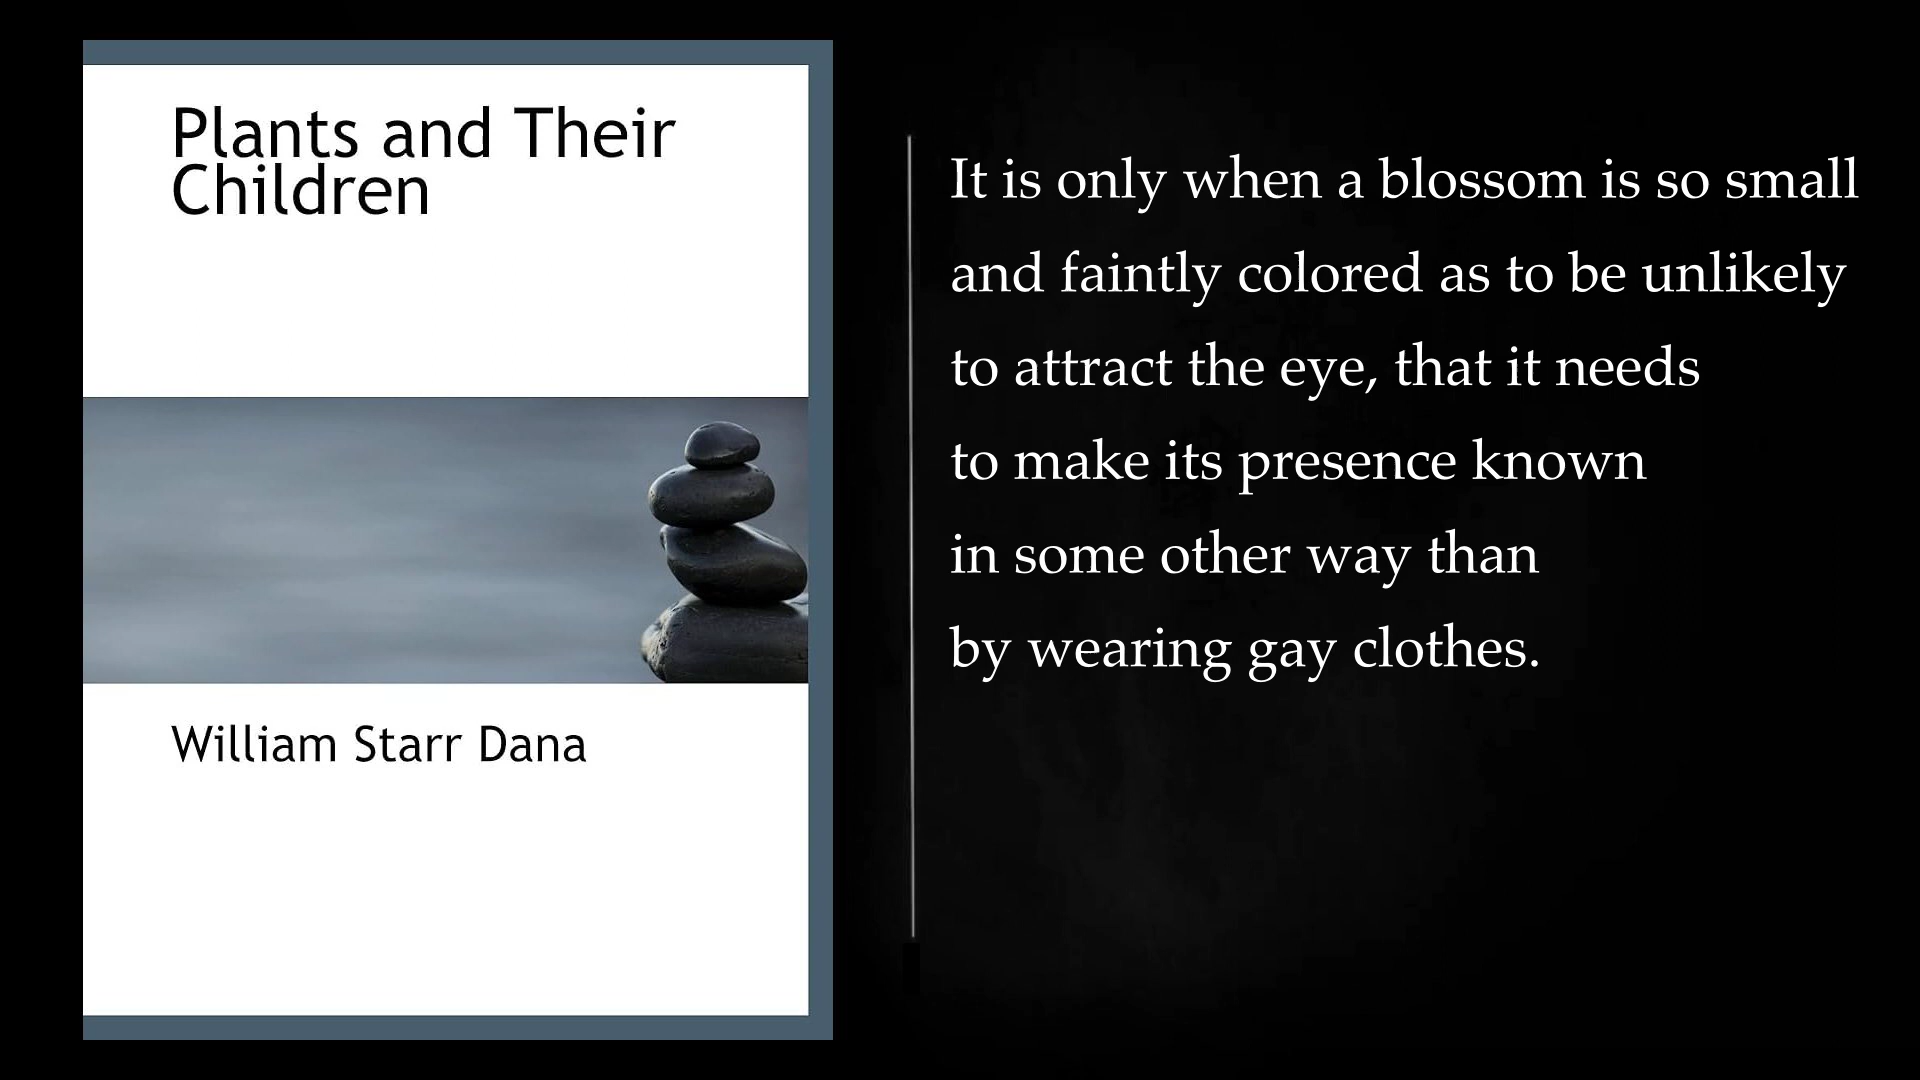 Plants and Their
Children
William Starr Dana
It is only when a blossom is so small
and faintly colored as to be unlikely
to attract the eye, that it needs
to make its presence known
in some other way than
by wearing gay clothes.